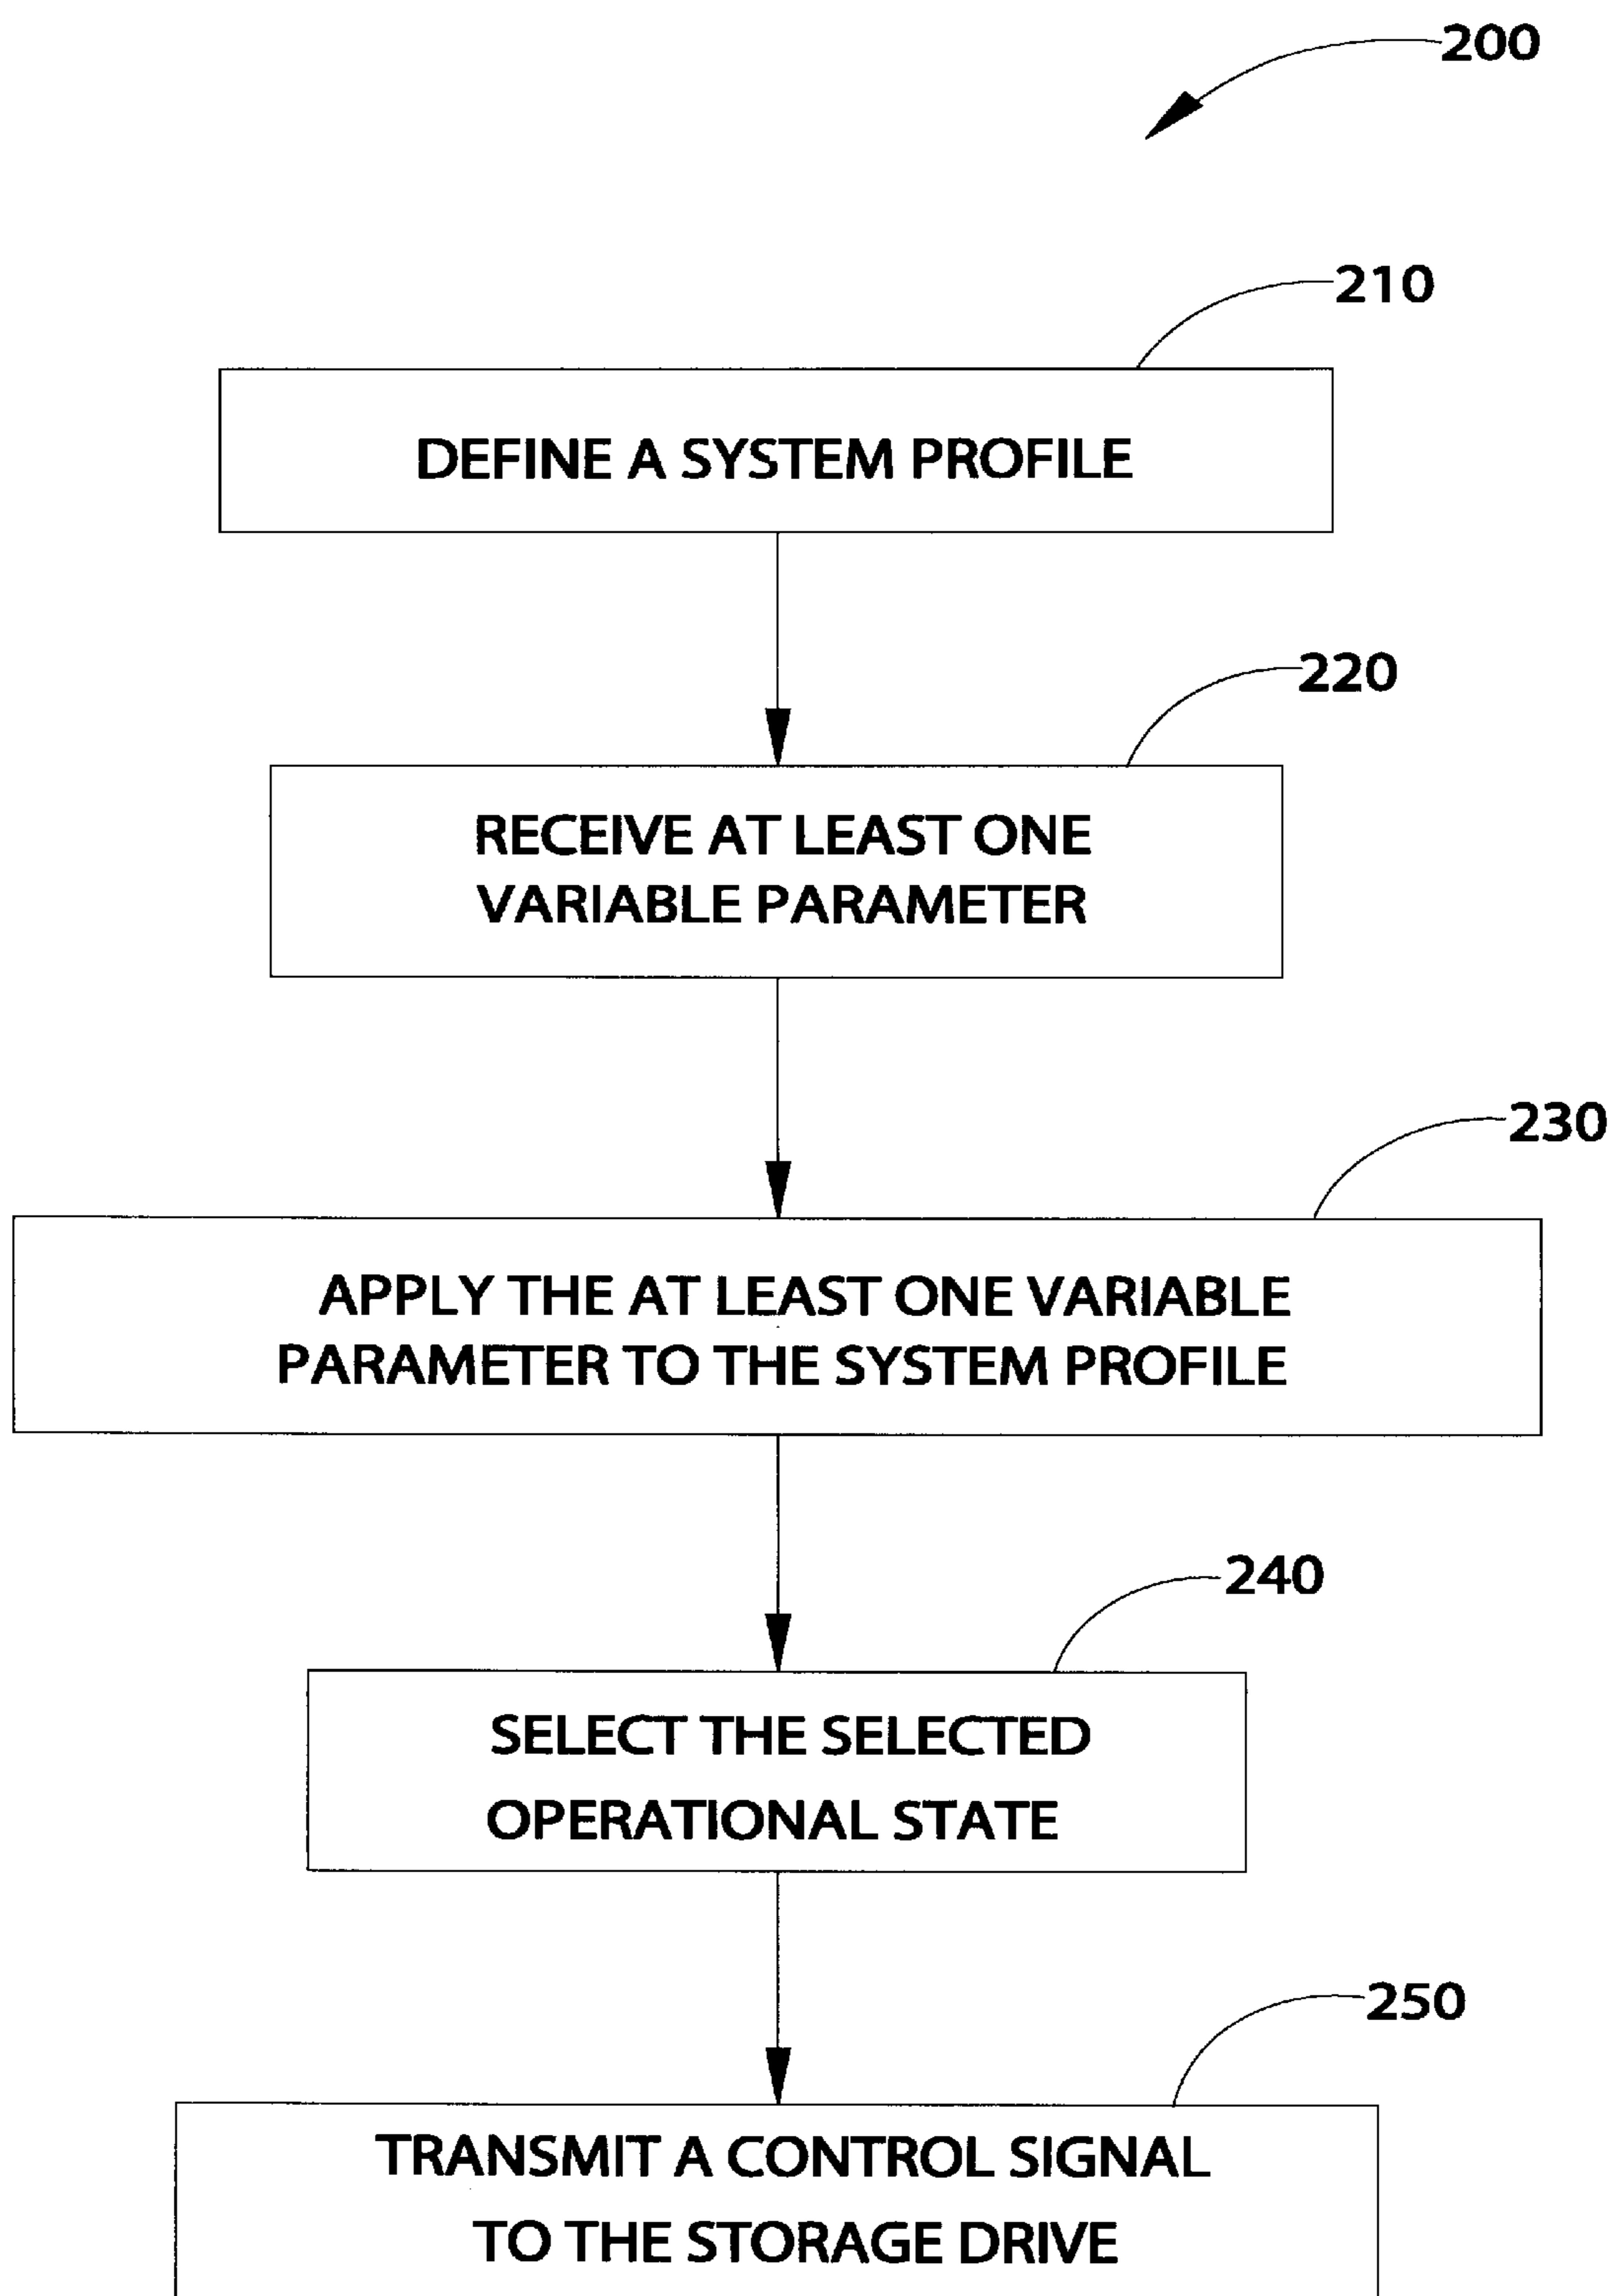 200
210
DEFINE A SYSTEM PROFILE
220
RECEIVE AT LEAST ONE
VARIABLE PARAMETER
230
APPLY THE AT LEAST ONE VARIABLE
PARAMETER TO THE SYSTEM PROFILE
240
SELECT THE SELECTED
OPERATIONAL STATE
250
TRANSMIT A CONTROL SIGNAL
TO THE STORAGE DRIVE